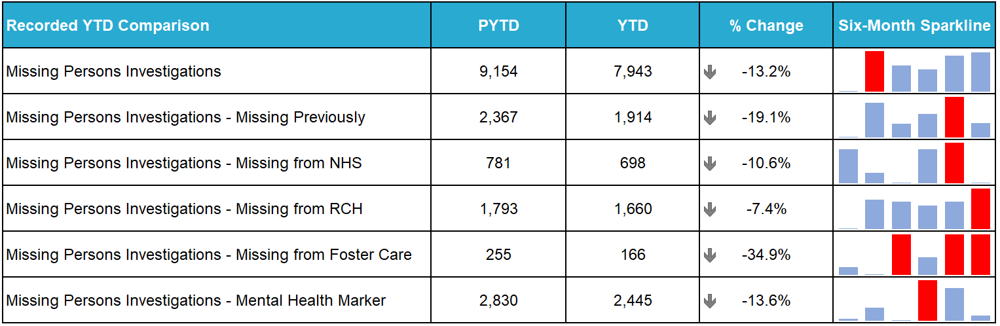 Recorded YTD Comparison PYTD YTD % Change Six-Month Sparkline
Missing Persons Investigations 9,154 7,943 -13.2%
Missing Persons Investigations - Missing Previously 2,367 1,914 -19.1%
Missing Persons Investigations - Missing from NHS 781 698 -10.6%
Missing Persons Investigations - Missing from RCH 1,793 1,660 -7.4%
Missing Persons Investigations - Missing from Foster Care 255 166 -34.9%
Missing Persons Investigations - Mental Health Marker 2,830 2,445 -13.6%